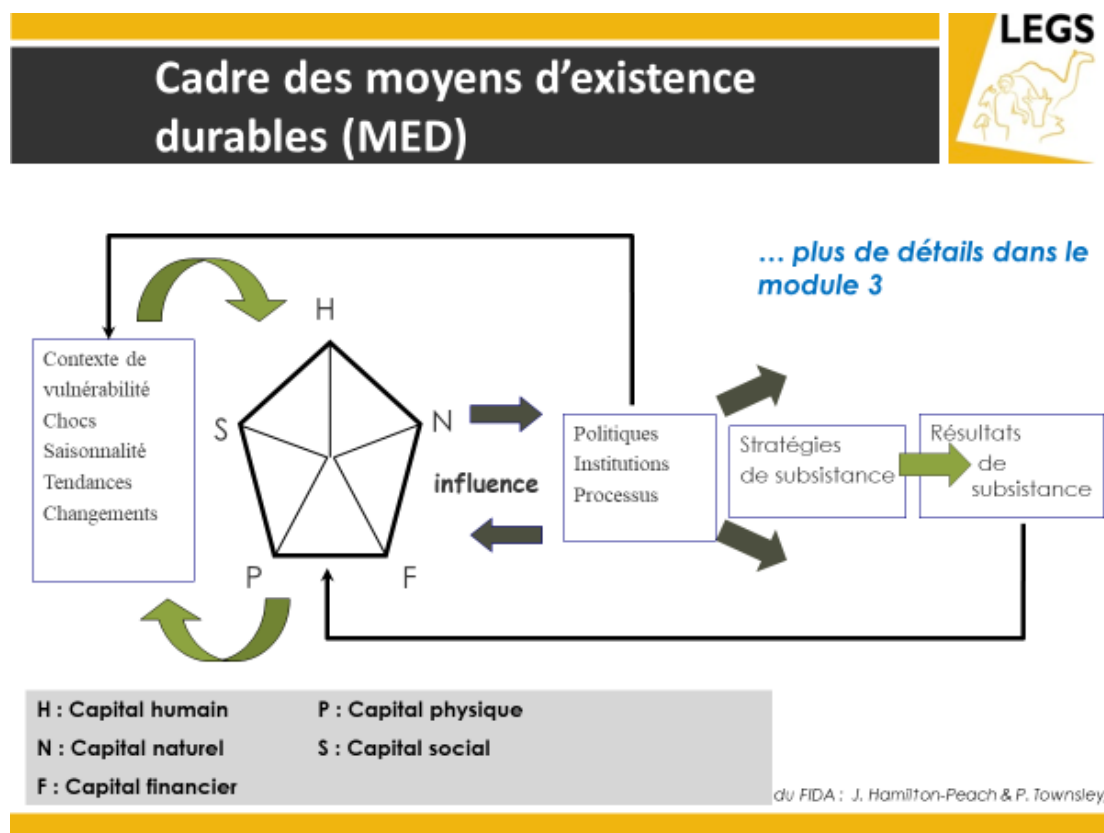 LEGS
Cadre des moyens d'existence
durables (MED)
… plus de détails dans le
module 3
H
Contexte de
vulnérabilité
Chocs
Saisonnalité
Tendances
Changements
S
N
influence
P
F
Politiques
Institutions
Processus
Stratégies
de subsistance
Résultats
de
subsistance
H : Capital humain
P : Capital physique
N : Capital naturel
S : Capital social
F : Capital financier
du FIDA : J. Hamilton-Peach & P. Townsley,